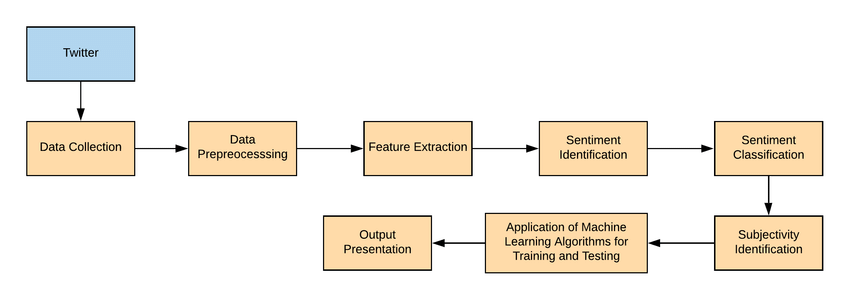 Twitter
Data Collection
Data
Prepreocesssing
Feature Extraction
Sentiment
Identification
Sentiment
Classification
Output
Presentation
Application of Machine
Learning Algorithms for
Training and Testing
Subjectivity
Identification